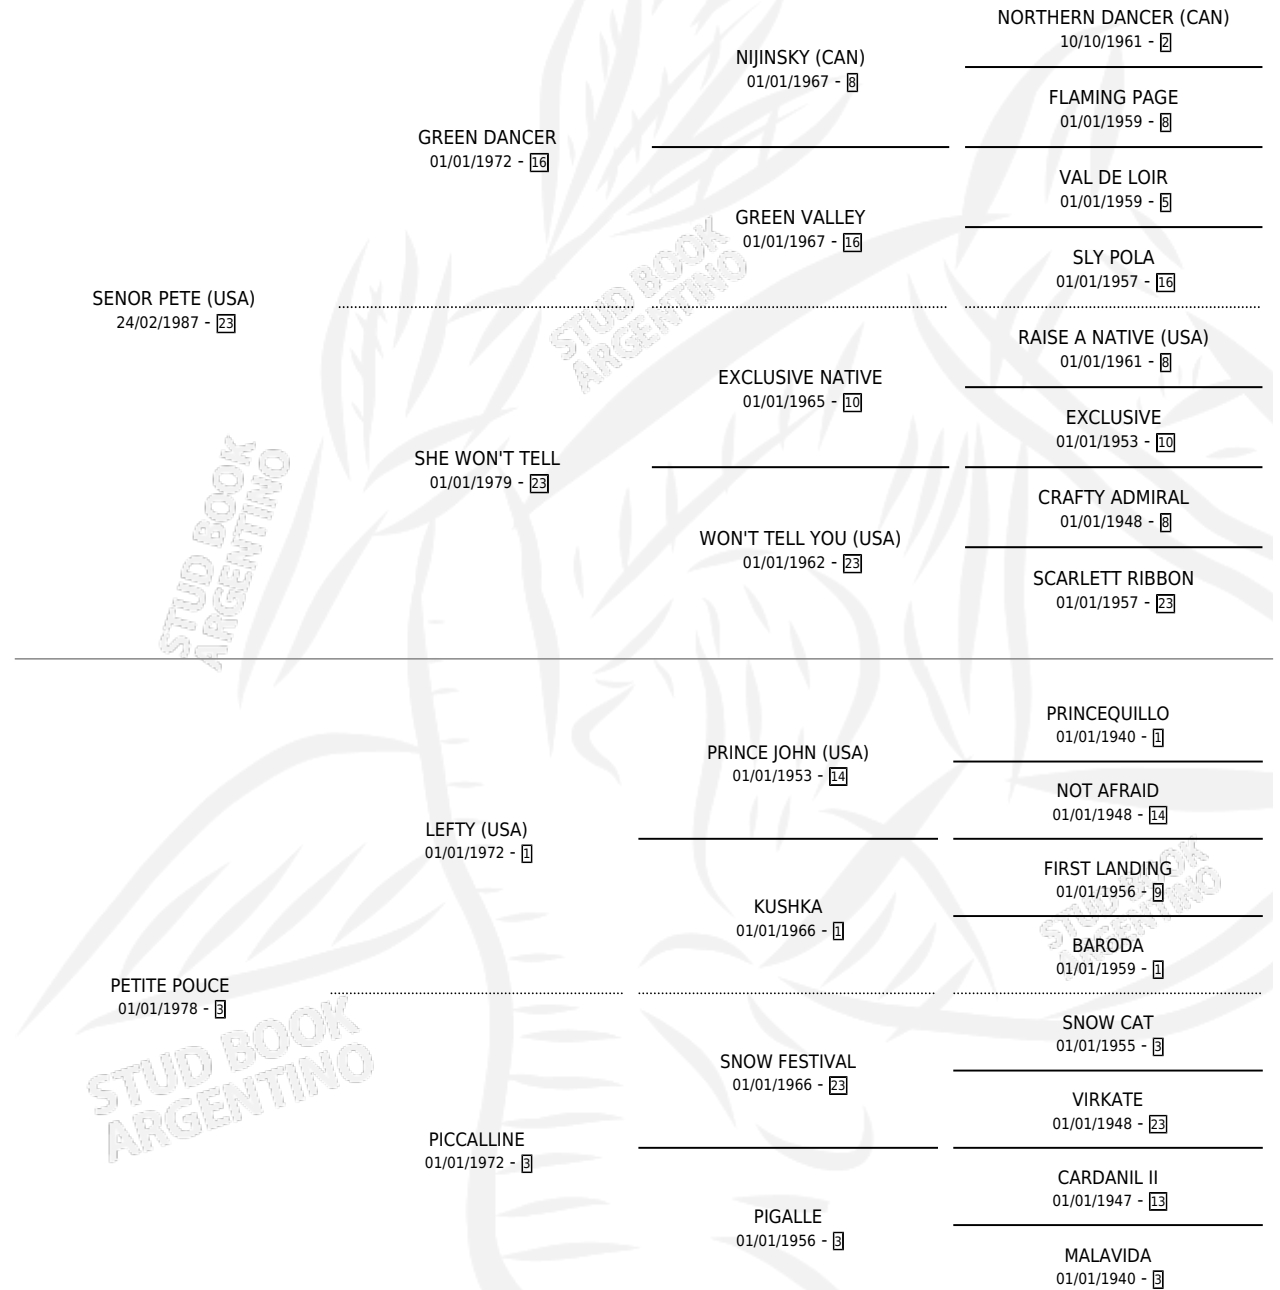 NORTHERN DANCER (CAN)
10/10/1961 - 2
NIJINSKY (CAN)
01/01/1967 - 8
FLAMING PAGE
01/01/1959 - 8
GREEN DANCER
01/01/1972 - 16
VAL DE LOIR
01/01/1959 - 5
GREEN VALLEY
01/01/1967 - 16
SLY POLA
01/01/1957 - 16
SENOR PETE (USA)
24/02/1987 - 23
RAISE A NATIVE (USA)
01/01/1961 - 8
EXCLUSIVE NATIVE
01/01/1965 - 10
EXCLUSIVE
01/01/1953 - 10
SHE WON'T TELL
01/01/1979 - 23
CRAFTY ADMIRAL
01/01/1948 - 8
WON'T TELL YOU (USA)
01/01/1962 - 23
SCARLETT RIBBON
01/01/1957 - 23
PRINCEQUILLO
01/01/1940 - 1
PRINCE JOHN (USA)
01/01/1953 - 14
NOT AFRAID
01/01/1948 - 14
LEFTY (USA)
01/01/1972 - 1
FIRST LANDING
01/01/1956 - 9
KUSHKA
01/01/1966 - 1
BARODA
01/01/1959 - 1
PETITE POUCE
01/01/1978 - 3
SNOW CAT
01/01/1955 - 3
SNOW FESTIVAL
01/01/1966 - 23
VIRKATE
01/01/1948 - 23
PICCALLINE
01/01/1972 - 3
CARDANIL II
01/01/1947 - 13
PIGALLE
01/01/1956 - 3
MALAVIDA
01/01/1940 - 3
STUD BOOK
ARGENTINO
STUD BOOK
ARGENTINO
STUD BOOK
ARGENTINO
STUD BOOK
ARGENTINO